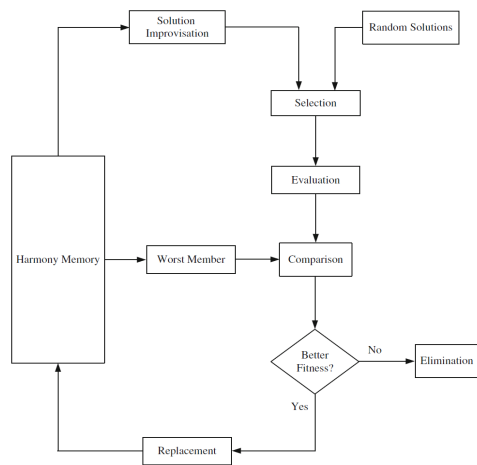 Solution
Improvisation
Random Solutions
Selection
Evaluation
Harmony Memory
Worst Member
Comparison
Better
Fitness?
No
Elimination
Yes
Replacement